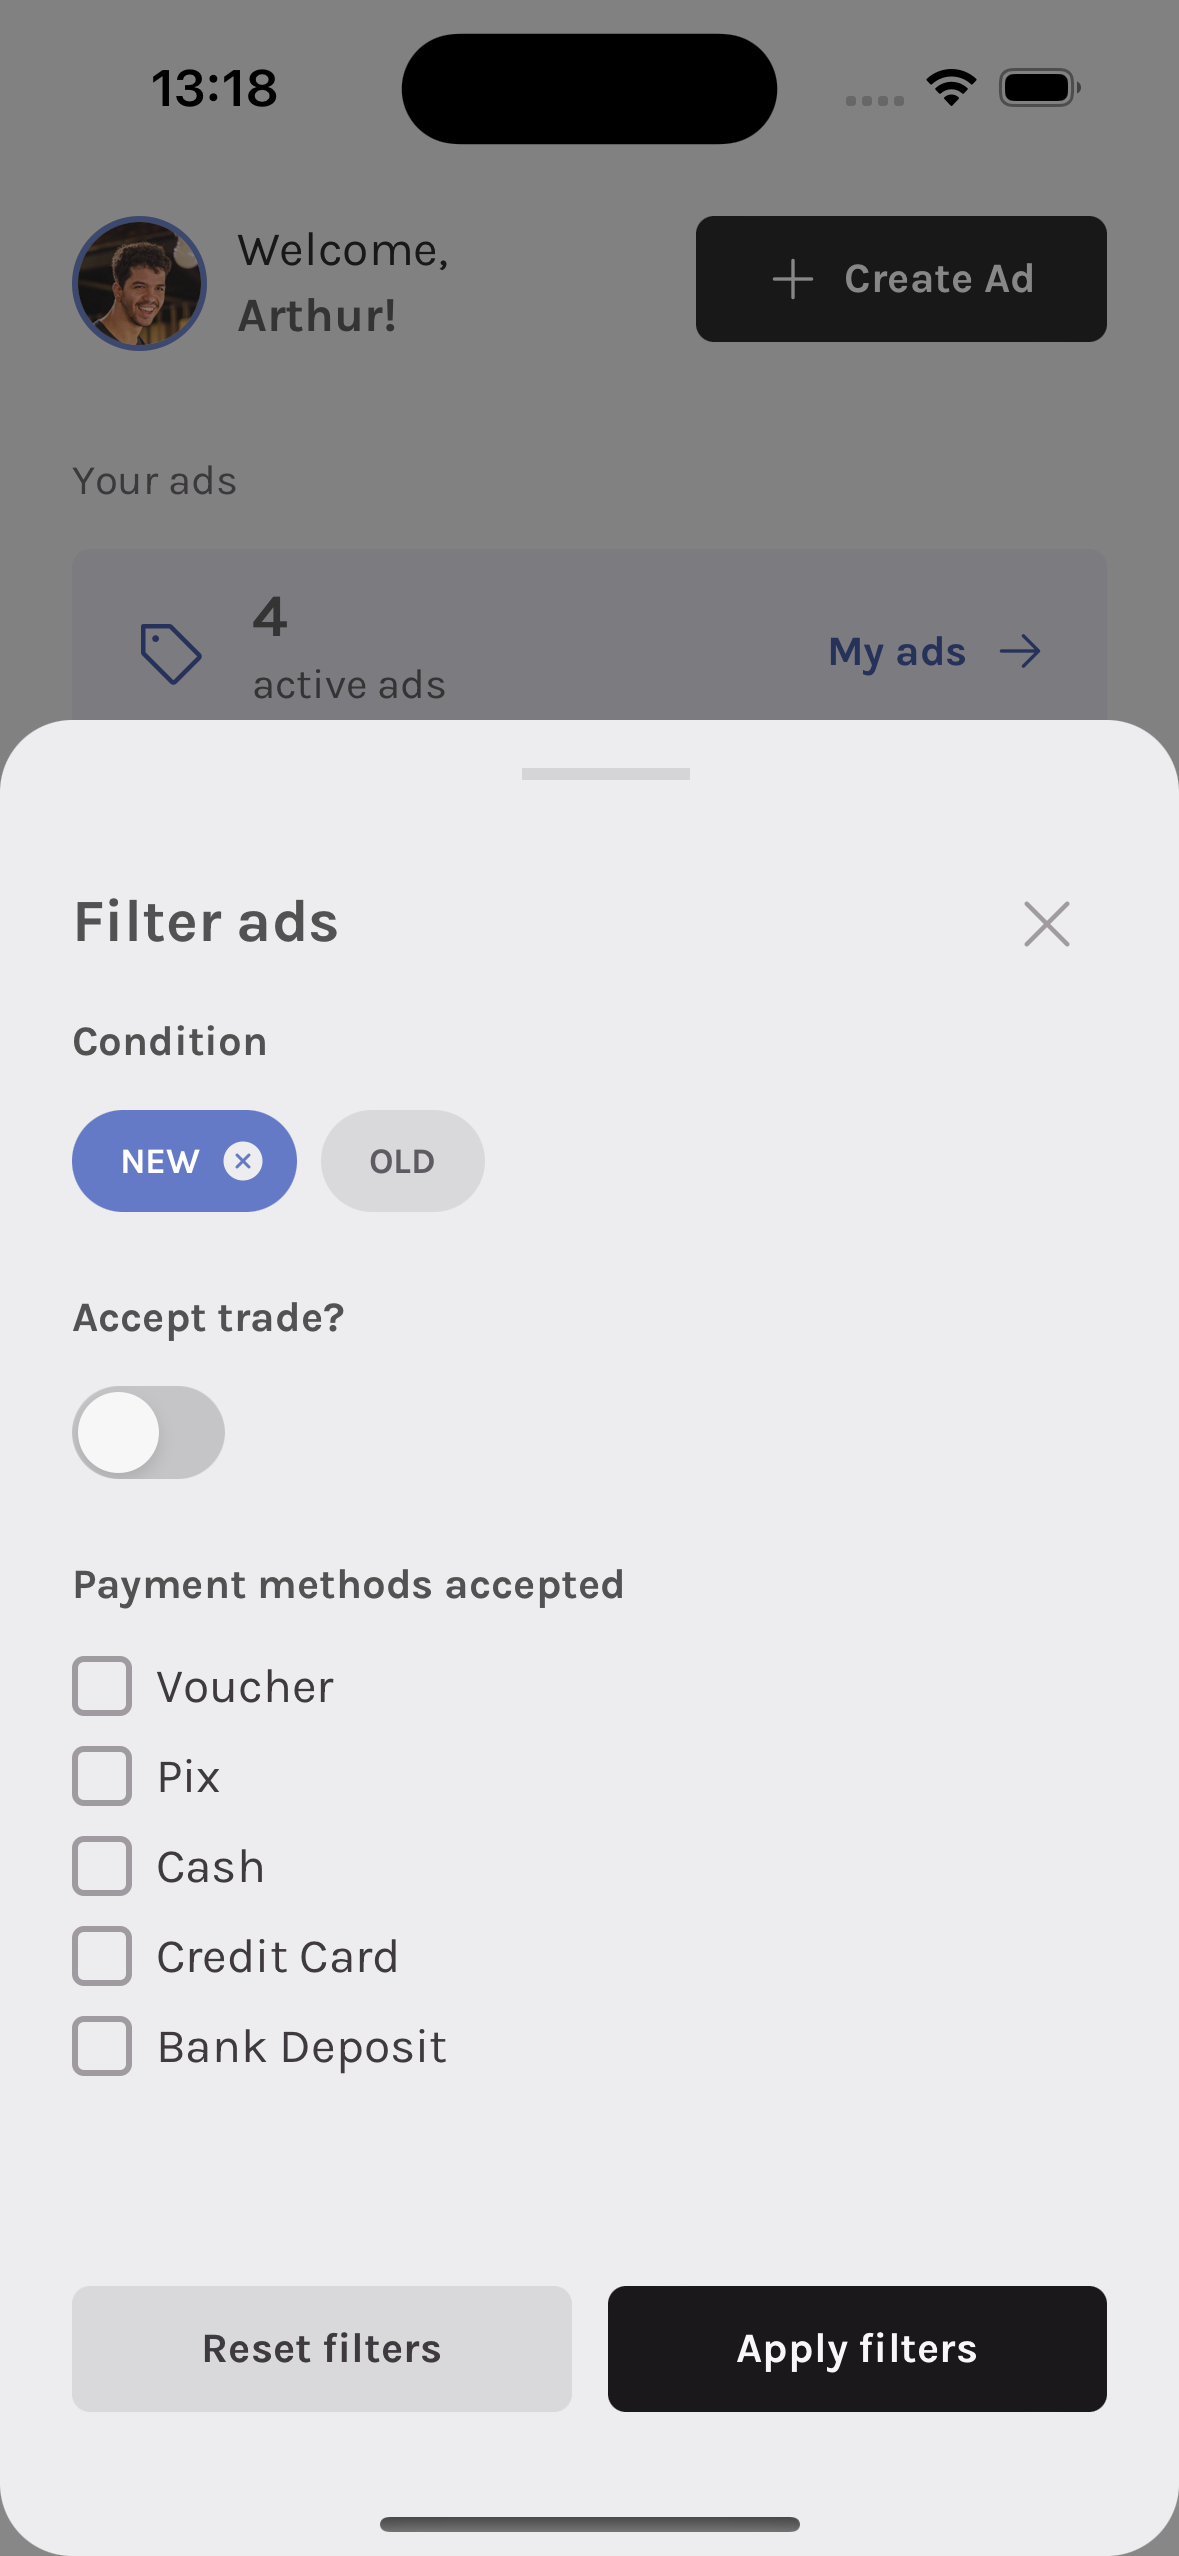 13:18
Welcome,
Arthur!
Create Ad
Your ads
4
active ads
My ads
Filter ads
Condition
NEW
OLD
Accept trade?
Payment methods accepted
Voucher
Pix
Cash
Credit Card
Bank Deposit
Reset filters
Apply filters